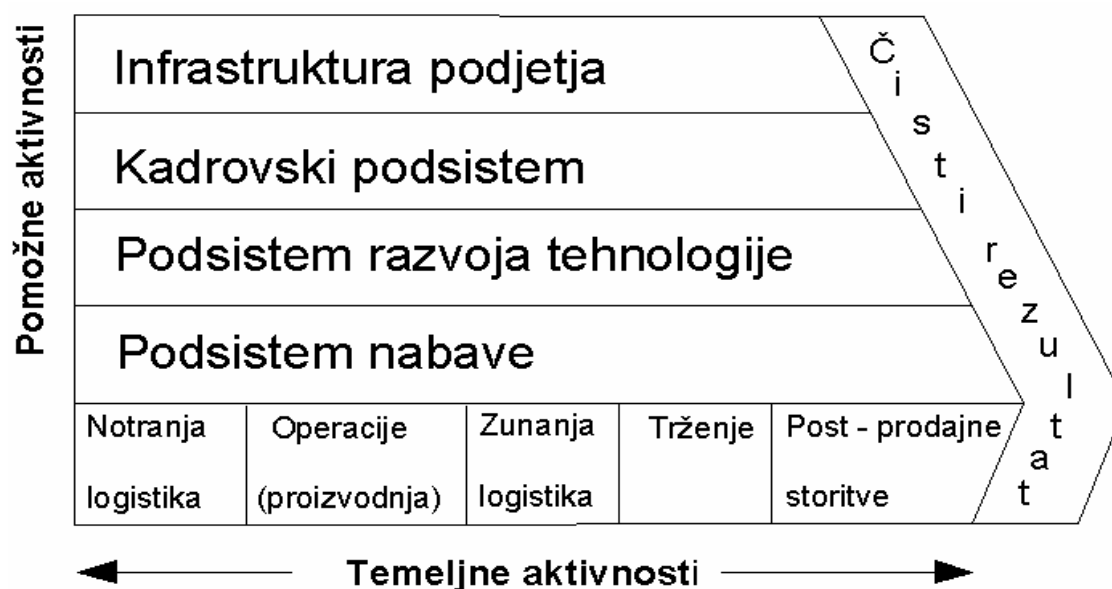 Pomožne aktivnosti
Infrastruktura podjetja
Kadrovski podsistem
Podsistem razvoja tehnologije
Podsistem nabave
Čisti rezultat
Notranja
logistika
Operacije
(proizvodnja)
Zunanja
logistika
Trženje
Post - prodajne
storitve
Temeljne aktivnosti